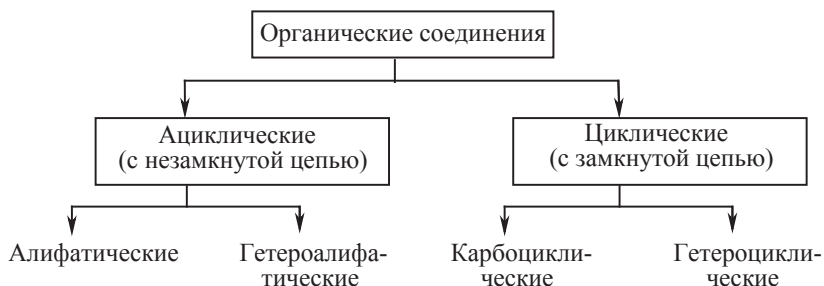 Органические соединения
Ациклические
(с незамкнутой цепью)
Циклические
(с замкнутой цепью)
Алифатические
Гетероалифа-
тические
Карбоцикли-
ческие
Гетероцикли-
ческие